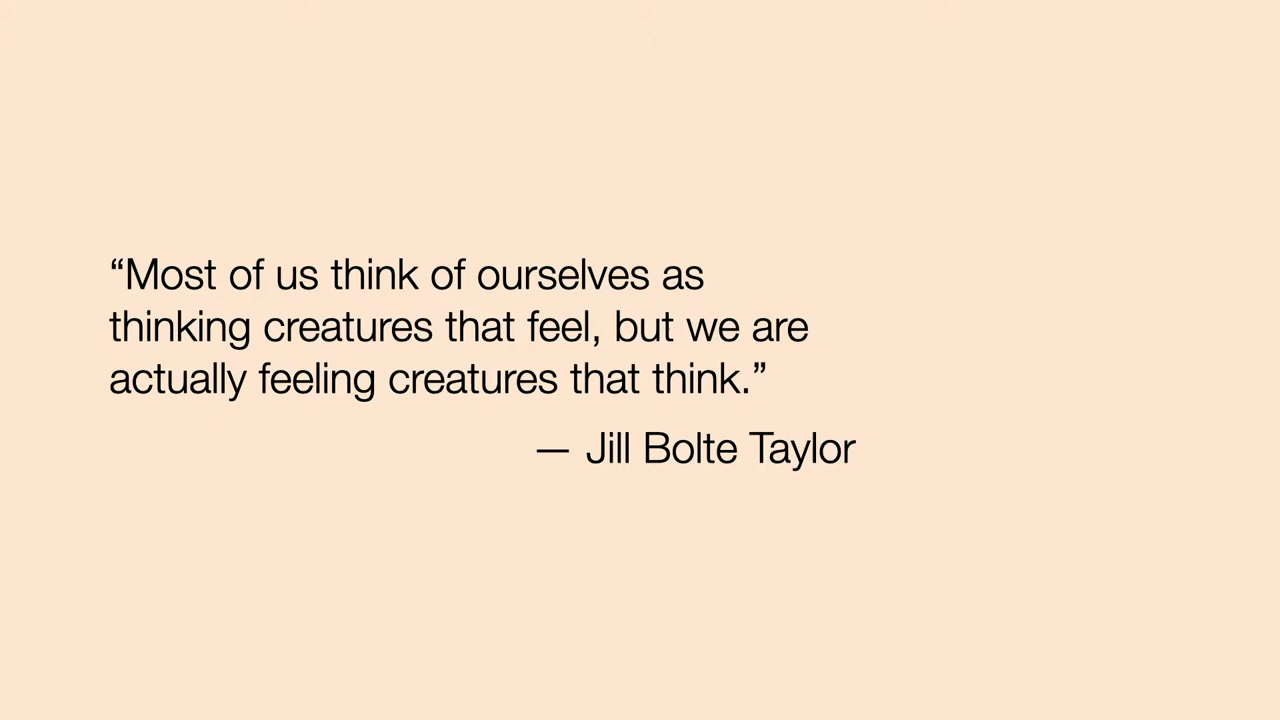 “Most of us think of ourselves as
thinking creatures that feel, but we are
actually feeling creatures that think.”
— Jill Bolte Taylor